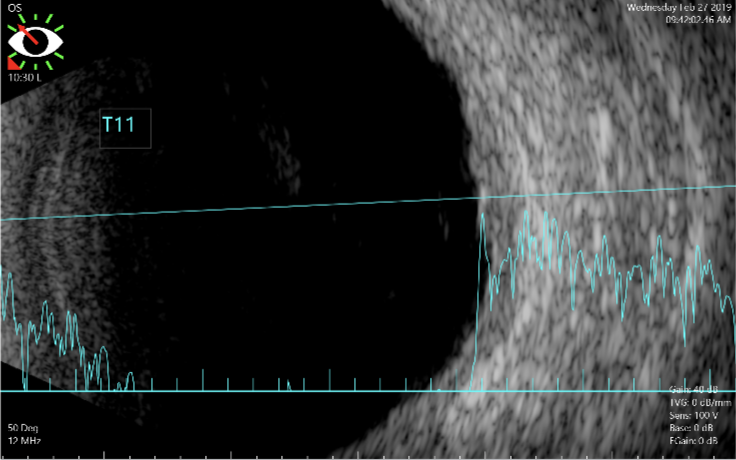 OS
Wednesday Feb 27 2019
09:42:02.46 AM
10:30 L
T11
Gain: 40 dB
TVG: 0 dB/mm
Sens: 100 V
Base: 0 dB
FGain: 0 dB
50 Deg
12 MHz